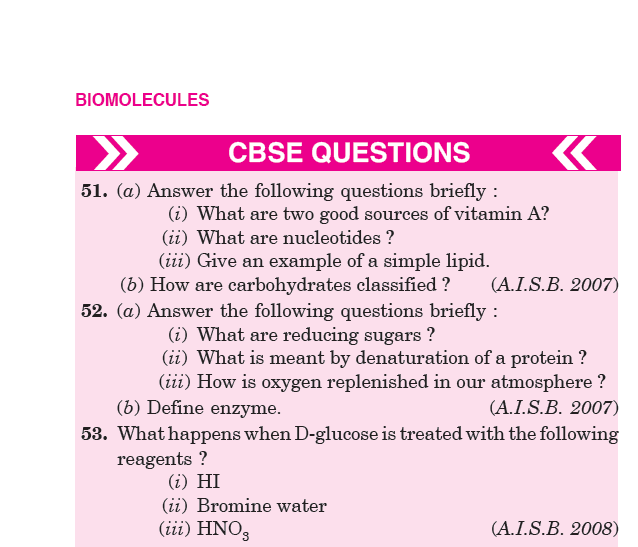 BIOMOLECULES
CBSE QUESTIONS
51. (a) Answer the following questions briefly :
(i) What are two good sources of vitamin A?
(ii) What are nucleotides ?
(iii) Give an example of a simple lipid.
(b) How are carbohydrates classified ? (A.I.S.B. 2007)
52. (a) Answer the following questions briefly :
(i) What are reducing sugars ?
(ii) What is meant by denaturation of a protein ?
(iii) How is oxygen replenished in our atmosphere ?
(b) Define enzyme. (A.I.S.B. 2007)
53. What happens when D-glucose is treated with the following
reagents ?
(i) HI
(ii) Bromine water
(iii) HNO₃ (A.I.S.B. 2008)